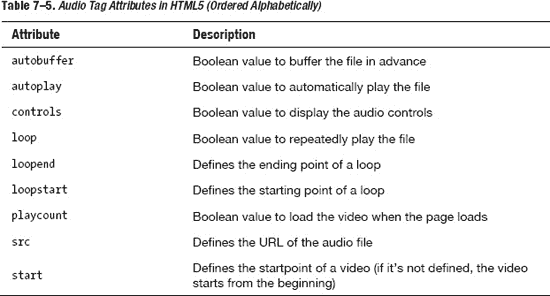 Table 7–5. Audio Tag Attributes in HTML5 (Ordered Alphabetically)
Attribute Description
autobuffer Boolean value to buffer the file in advance
autoplay Boolean value to automatically play the file
controls Boolean value to display the audio controls
loop Boolean value to repeatedly play the file
loopend Defines the ending point of a loop
loopstart Defines the starting point of a loop
playcount Boolean value to load the video when the page loads
src Defines the URL of the audio file
start Defines the startpoint of a video (if it's not defined, the video
starts from the beginning)